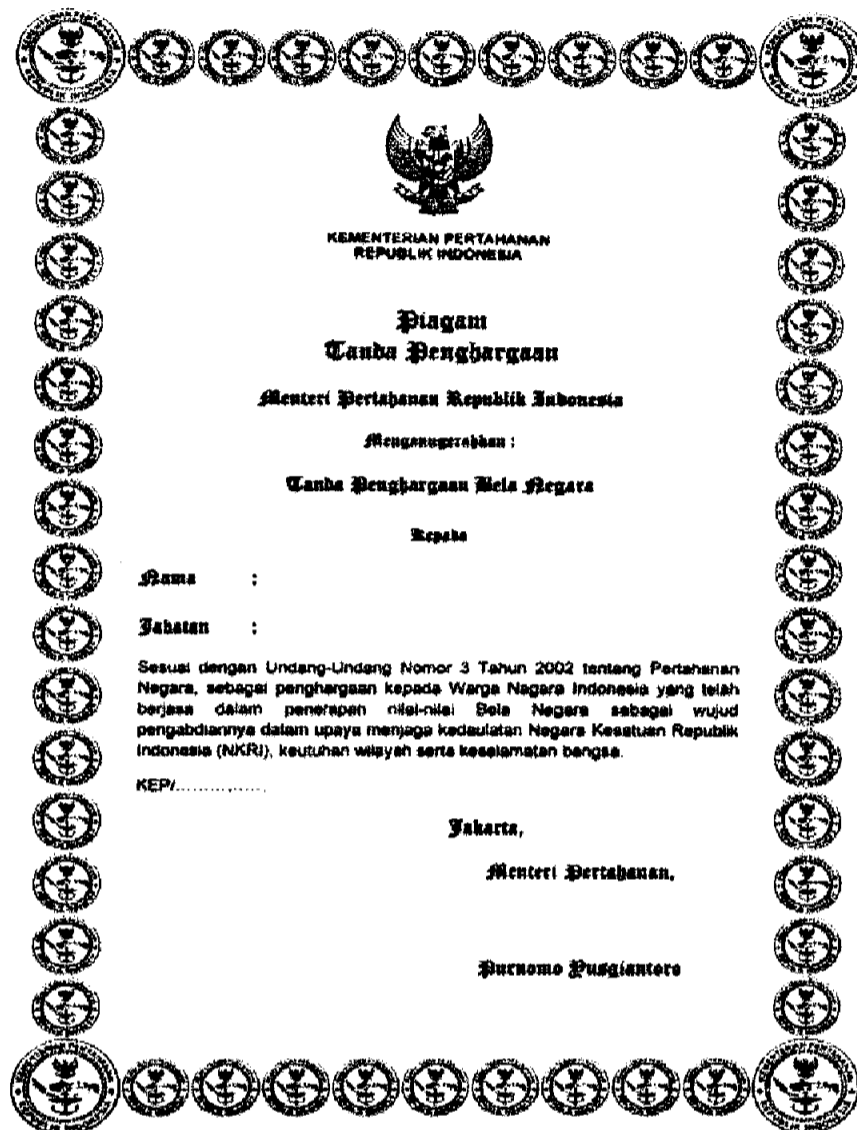 KEMENTERIAN PERTAHANAN
REPUBLIK INDONESIA
Piagam
Tanda Penghargaan
Menteri Pertahanan Republik Indonesia
Menganugerahkan :
Tanda Penghargaan Bela Negara
Kepada
Nama :
Jabatan :
Sesuai dengan Undang-Undang Nomor 3 Tahun 2002 tentang Pertahanan
Negara, sebagai penghargaan kepada Warga Negara Indonesia yang telah
berjasa dalam penerapan nilai-nilai Bela Negara sebagai wujud
pengabdiannya dalam upaya menjaga kedaulatan Negara Kesatuan Republik
Indonesia (NKRI), keutuhan wilayah serta keselamatan bangsa.
KEP/...............
Jakarta,
Menteri Pertahanan,
Purnomo Yusgiantoro